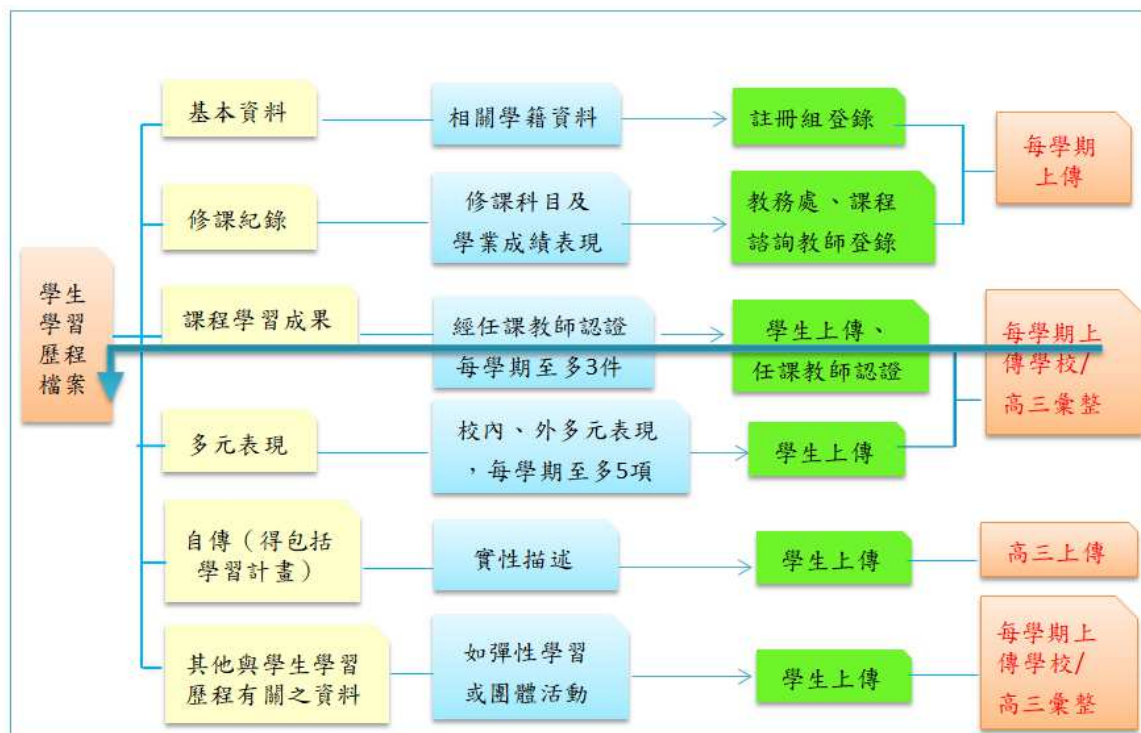 學生
學習
歷程
檔案
基本資料
相關學籍資料
註冊組登錄
每學期
上傳
修課紀錄
修課科目及
學業成績表現
教務處、課程
諮詢教師登錄
課程學習成果
經任課教師認證
每學期至多3件
學生上傳、
任課教師認證
每學期上
傳學校/
高三彙整
多元表現
校內、外多元表現
，每學期至多5項
學生上傳
自傳（得包括
學習計畫）
實性描述
學生上傳
高三上傳
其他與學生學習
歷程有關之資料
如彈性學習
或團體活動
學生上傳
每學期上
傳學校/
高三彙整